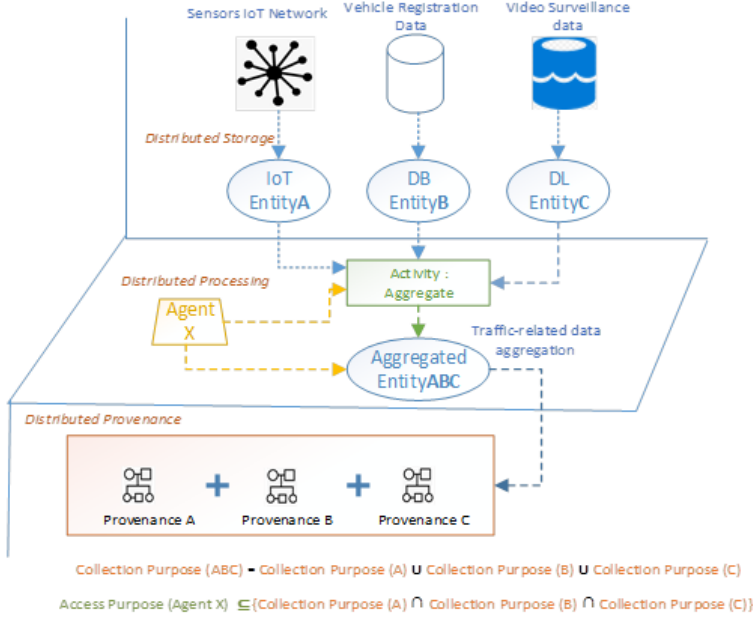 Sensors IoT Network
Vehicle Registration
Data
Video Surveillance
data
Distributed Storage
IoT
EntityA
DB
EntityB
DL
EntityC
Distributed Processing
Activity :
Aggregate
Agent
X
Traffic-related data
aggregation
Aggregated
EntityABC
Distributed Provenance
Provenance A
Provenance B
Provenance C
Collection Purpose (ABC) = Collection Purpose (A) ∪ Collection Purpose (B) ∪ Collection Purpose (C)
Access Purpose (Agent X) ⊆{Collection Purpose (A) ∩ Collection Purpose (B) ∩ Collection Purpose (C)}